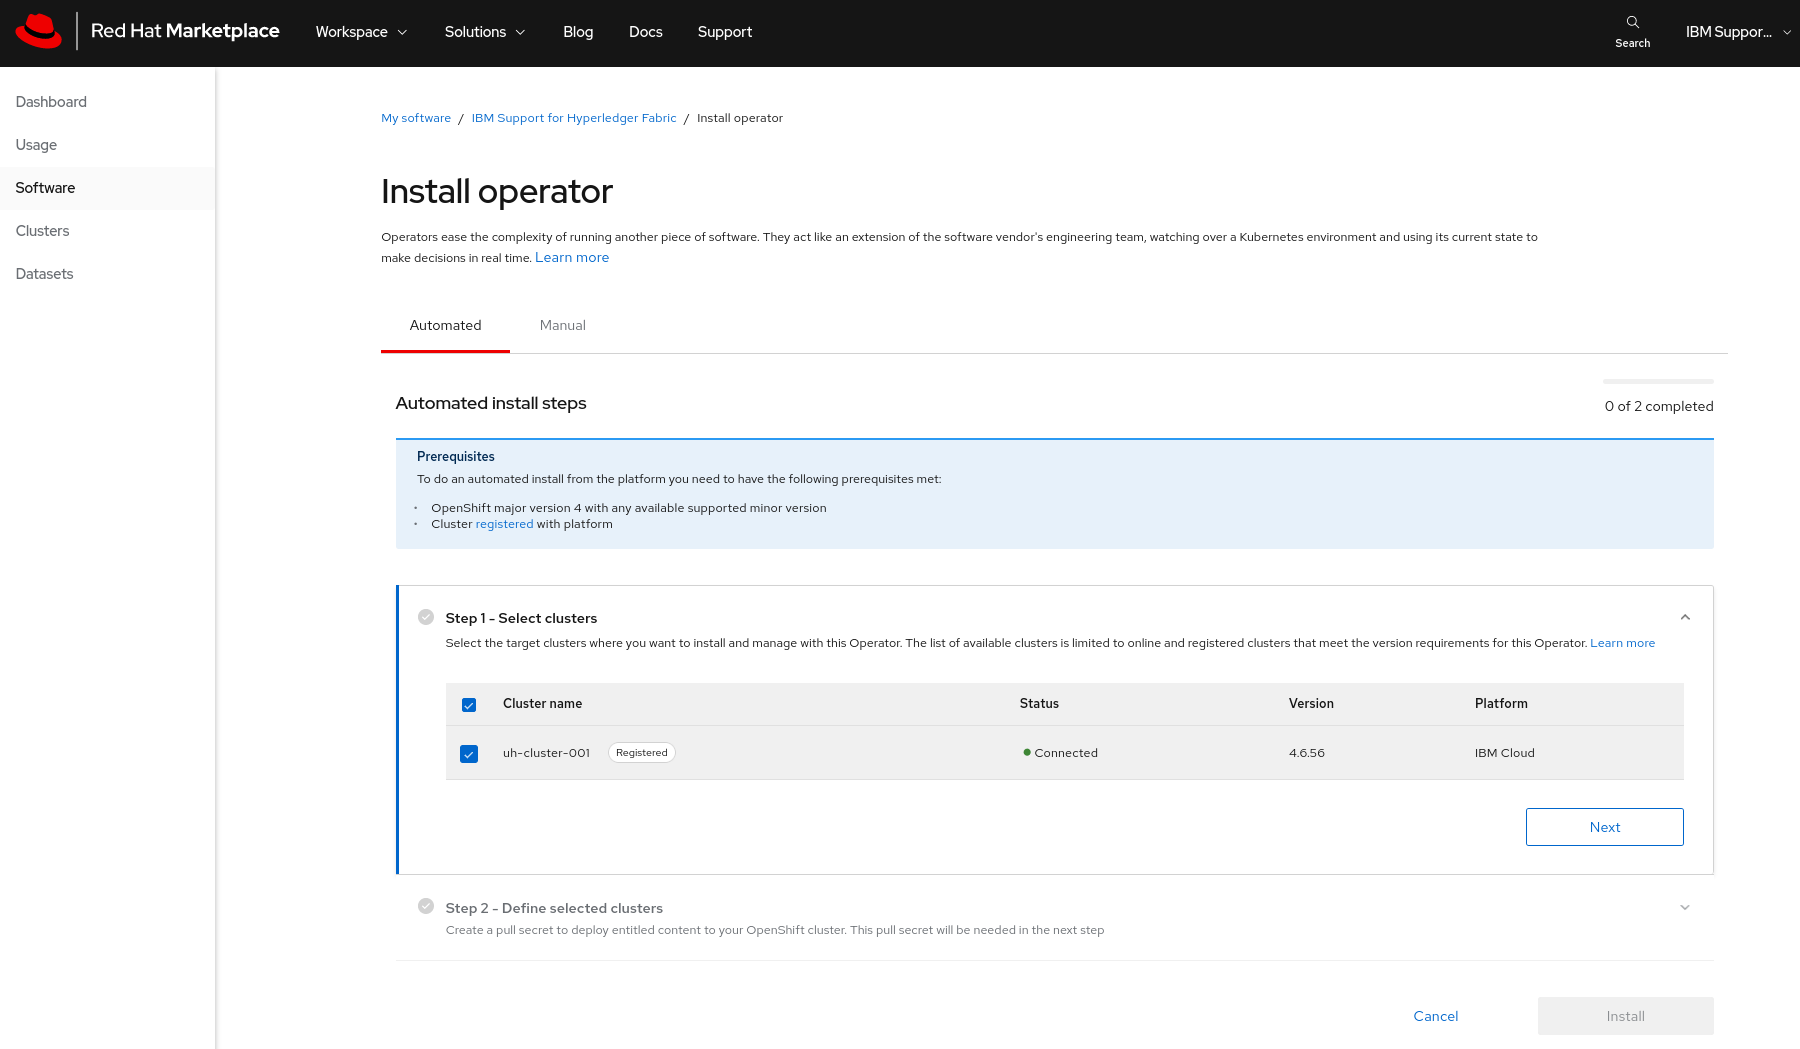 Red Hat Marketplace
Workspace
Solutions
Blog
Docs
Support
Search
IBM Suppor...
Dashboard
Usage
Software
Clusters
Datasets
My software / IBM Support for Hyperledger Fabric / Install operator
Install operator
Operators ease the complexity of running another piece of software. They act like an extension of the software vendor's engineering team, watching over a Kubernetes environment and using its current state to
make decisions in real time. Learn more
Automated
Manual
Automated install steps
0 of 2 completed
Prerequisites
To do an automated install from the platform you need to have the following prerequisites met:
• OpenShift major version 4 with any available supported minor version
• Cluster registered with platform
Step 1 - Select clusters
Select the target clusters where you want to install and manage with this Operator. The list of available clusters is limited to online and registered clusters that meet the version requirements for this Operator. Learn more
Cluster name Status Version Platform
uh-cluster-001 Registered Connected 4.6.56 IBM Cloud
Next
Step 2 - Define selected clusters
Create a pull secret to deploy entitled content to your OpenShift cluster. This pull secret will be needed in the next step
Cancel
Install